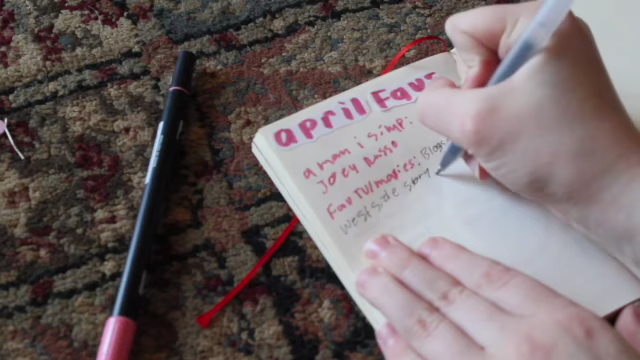 april Favs
a man i simp:
joey Basso
Fav TV/movies: Blogs
West side story